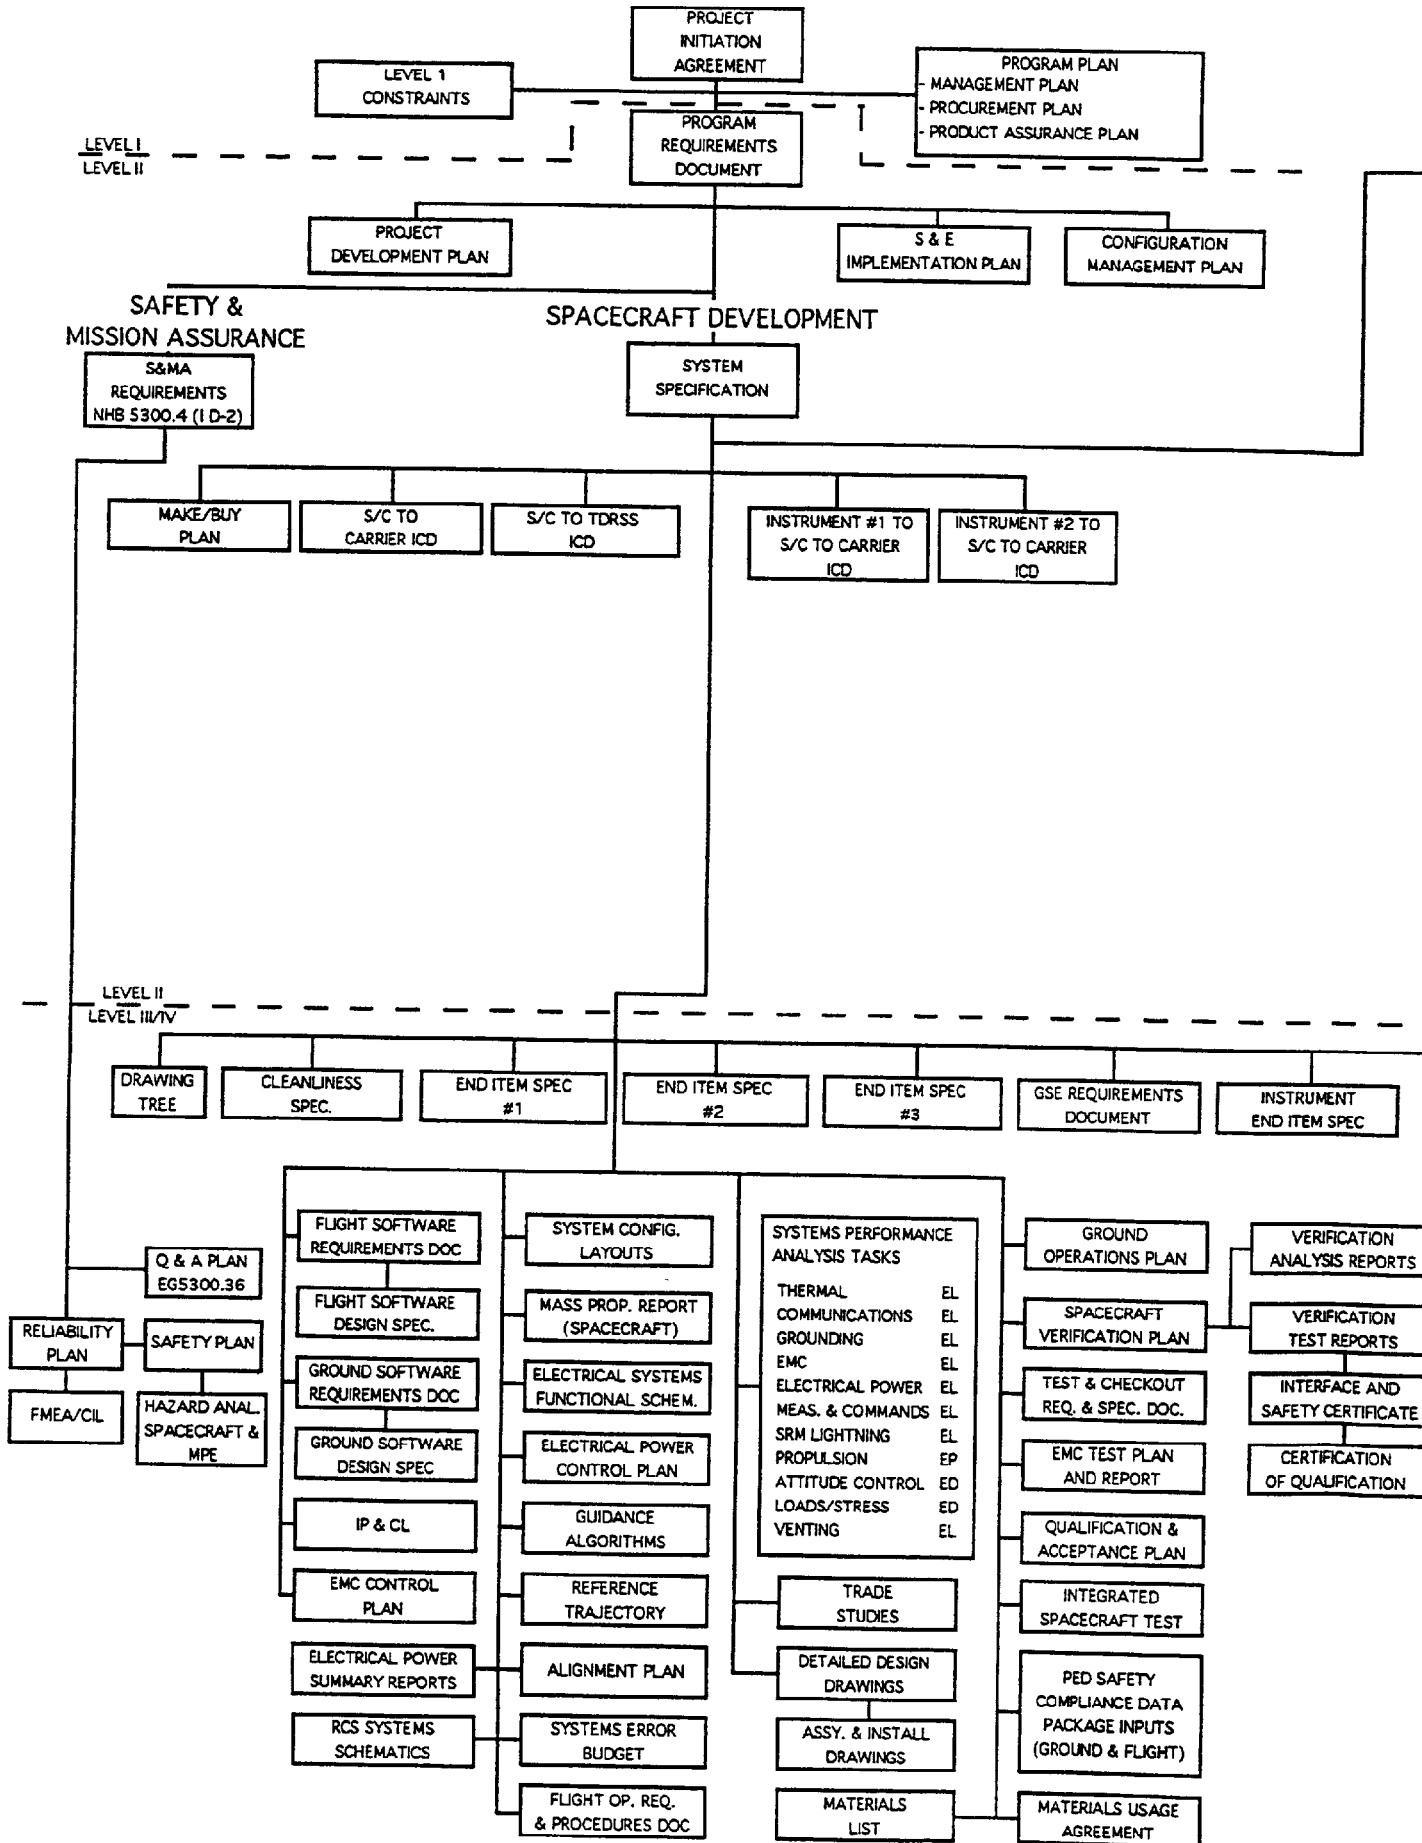 PROJECT
INITIATION
AGREEMENT
LEVEL 1
CONSTRAINTS
PROGRAM PLAN
- MANAGEMENT PLAN
- PROCUREMENT PLAN
- PRODUCT ASSURANCE PLAN
PROGRAM
REQUIREMENTS
DOCUMENT
LEVEL I
LEVEL II
PROJECT
DEVELOPMENT PLAN
S & E
IMPLEMENTATION PLAN
CONFIGURATION
MANAGEMENT PLAN
SAFETY &
MISSION ASSURANCE
SPACECRAFT DEVELOPMENT
S&MA
REQUIREMENTS
NHB 5300.4 (I D-2)
SYSTEM
SPECIFICATION
MAKE/BUY
PLAN
S/C TO
CARRIER ICD
S/C TO TDRSS
ICD
INSTRUMENT #1 TO
S/C TO CARRIER
ICD
INSTRUMENT #2 TO
S/C TO CARRIER
ICD
LEVEL II
LEVEL III/IV
DRAWING
TREE
CLEANLINESS
SPEC.
END ITEM SPEC
#1
END ITEM SPEC
#2
END ITEM SPEC
#3
GSE REQUIREMENTS
DOCUMENT
INSTRUMENT
END ITEM SPEC
Q & A PLAN
EG5300.36
RELIABILITY
PLAN
SAFETY PLAN
FMEA/CIL
HAZARD ANAL.
SPACECRAFT &
MPE
FLIGHT SOFTWARE
REQUIREMENTS DOC
FLIGHT SOFTWARE
DESIGN SPEC.
GROUND SOFTWARE
REQUIREMENTS DOC
GROUND SOFTWARE
DESIGN SPEC
IP & CL
EMC CONTROL
PLAN
ELECTRICAL POWER
SUMMARY REPORTS
RCS SYSTEMS
SCHEMATICS
SYSTEM CONFIG.
LAYOUTS
MASS PROP. REPORT
(SPACECRAFT)
ELECTRICAL SYSTEMS
FUNCTIONAL SCHEM.
ELECTRICAL POWER
CONTROL PLAN
GUIDANCE
ALGORITHMS
REFERENCE
TRAJECTORY
ALIGNMENT PLAN
SYSTEMS ERROR
BUDGET
FLIGHT OP. REQ.
& PROCEDURES DOC
SYSTEMS PERFORMANCE
ANALYSIS TASKS
THERMAL EL
COMMUNICATIONS EL
GROUNDING EL
EMC EL
ELECTRICAL POWER EL
MEAS. & COMMANDS EL
SRM LIGHTNING EL
PROPULSION EP
ATTITUDE CONTROL ED
LOADS/STRESS ED
VENTING EL
TRADE
STUDIES
DETAILED DESIGN
DRAWINGS
ASSY. & INSTALL
DRAWINGS
MATERIALS
LIST
GROUND
OPERATIONS PLAN
SPACECRAFT
VERIFICATION PLAN
TEST & CHECKOUT
REQ. & SPEC. DOC.
EMC TEST PLAN
AND REPORT
QUALIFICATION &
ACCEPTANCE PLAN
INTEGRATED
SPACECRAFT TEST
PED SAFETY
COMPLIANCE DATA
PACKAGE INPUTS
(GROUND & FLIGHT)
MATERIALS USAGE
AGREEMENT
VERIFICATION
ANALYSIS REPORTS
VERIFICATION
TEST REPORTS
INTERFACE AND
SAFETY CERTIFICATE
CERTIFICATION
OF QUALIFICATION